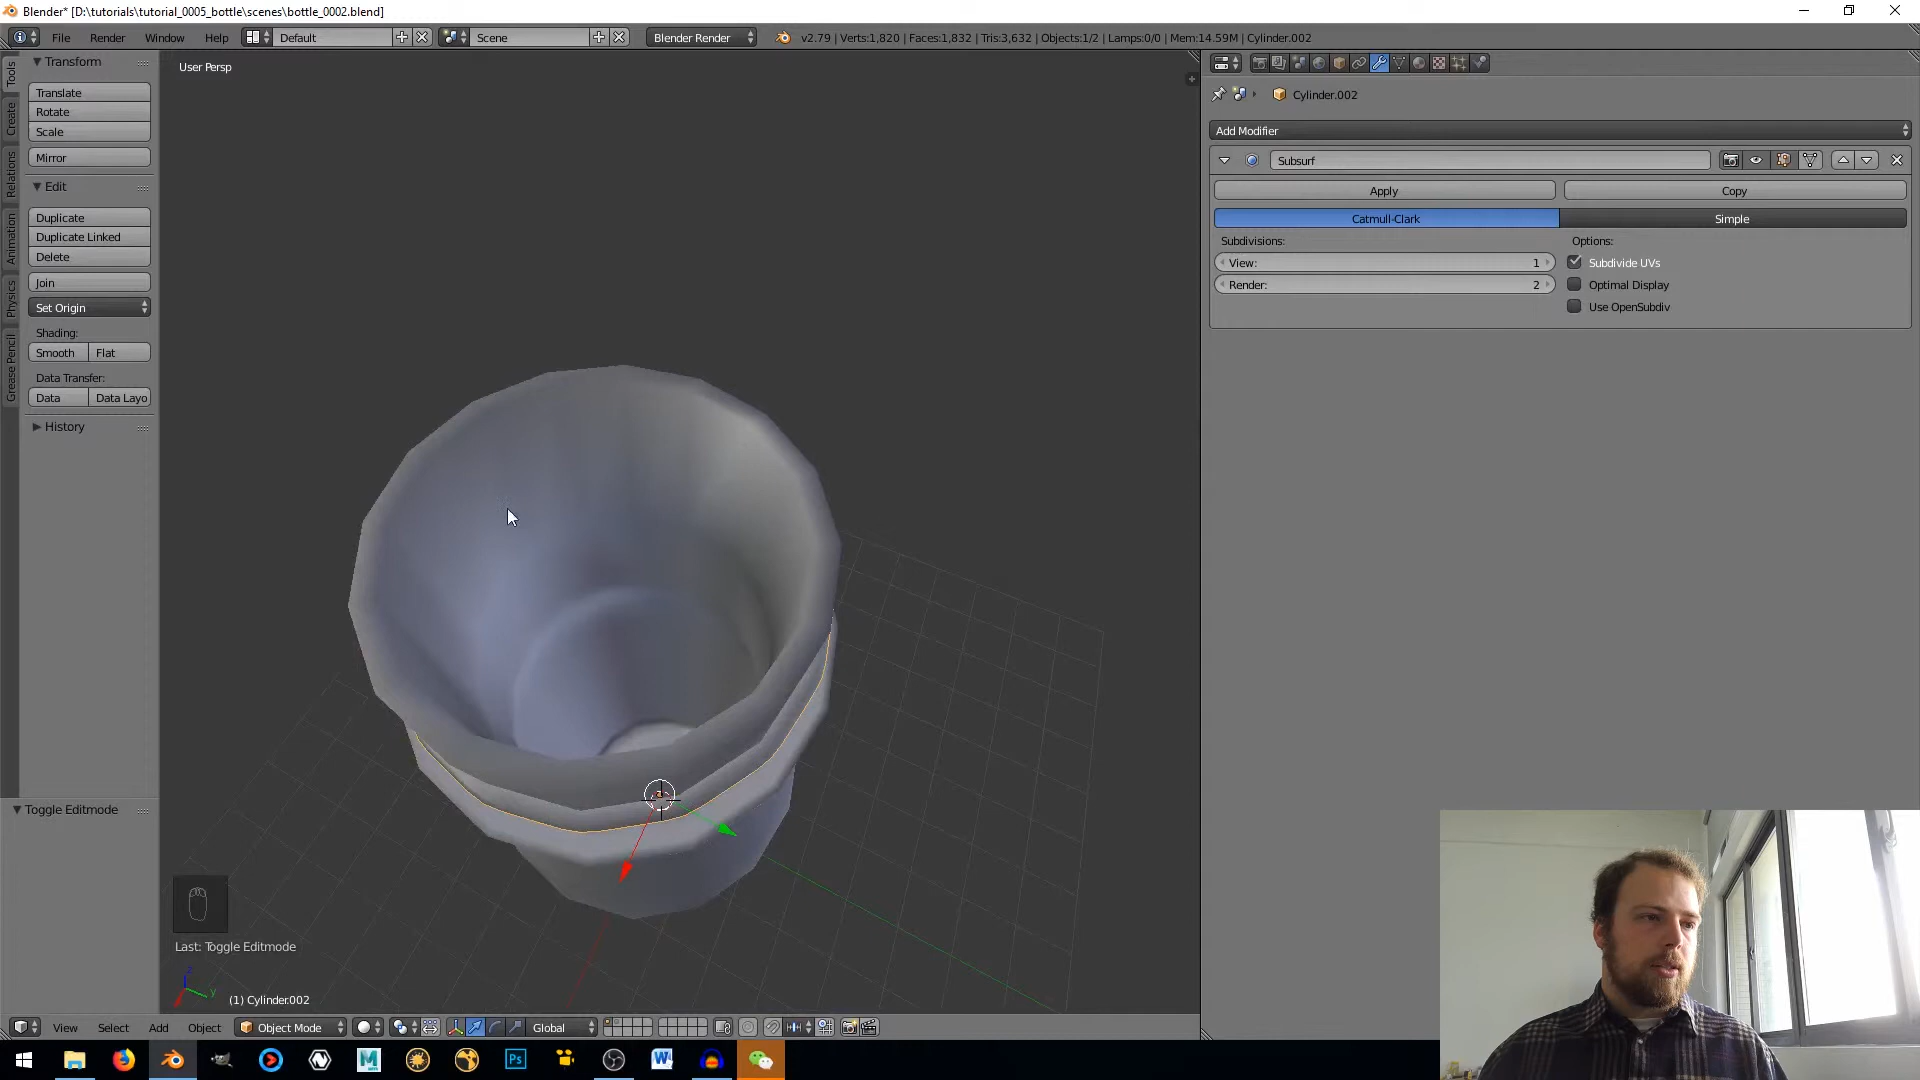 Blender* [D:\tutorials\tutorial_0005_bottle\scenes\bottle_0002.blend]
File Render Window Help Default Scene Blender Render v2.79 | Verts:1,820 | Faces:1,832 | Tris:3,632 | Objects:1/2 | Lamps:0/0 | Mem:14.59M | Cylinder.002
Tools
Create
Relations
Animation
Physics
Grease Pencil
Transform
Translate
Rotate
Scale
Mirror
Edit
Duplicate
Duplicate Linked
Delete
Join
Set Origin
Shading:
Smooth Flat
Data Transfer:
Data Data Layo
History
Toggle Editmode
User Persp
Last: Toggle Editmode
z
y
(1) Cylinder.002
View Select Add Object Object Mode Global
Cylinder.002
Add Modifier
Subsurf
Apply Copy
Catmull-Clark Simple
Subdivisions: Options:
View: 1 Subdivide UVs
Render: 2 Optimal Display
Use OpenSubdiv
M
Ps
W